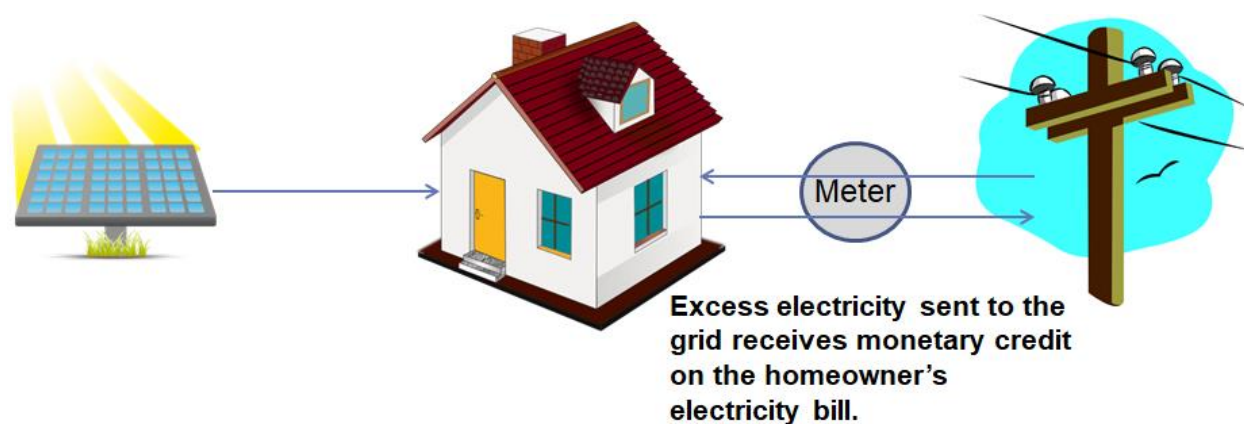 Meter
Excess electricity sent to the
grid receives monetary credit
on the homeowner's
electricity bill.